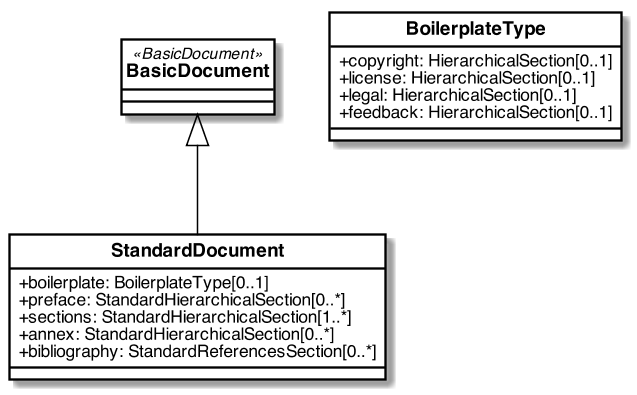 «BasicDocument»
BasicDocument
BoilerplateType
+copyright: HierarchicalSection[0..1]
+license: HierarchicalSection[0..1]
+legal: HierarchicalSection[0..1]
+feedback: HierarchicalSection[0..1]
StandardDocument
+boilerplate: BoilerplateType[0..1]
+preface: StandardHierarchicalSection[0..*]
+sections: StandardHierarchicalSection[1..*]
+annex: StandardHierarchicalSection[0..*]
+bibliography: StandardReferencesSection[0..*]